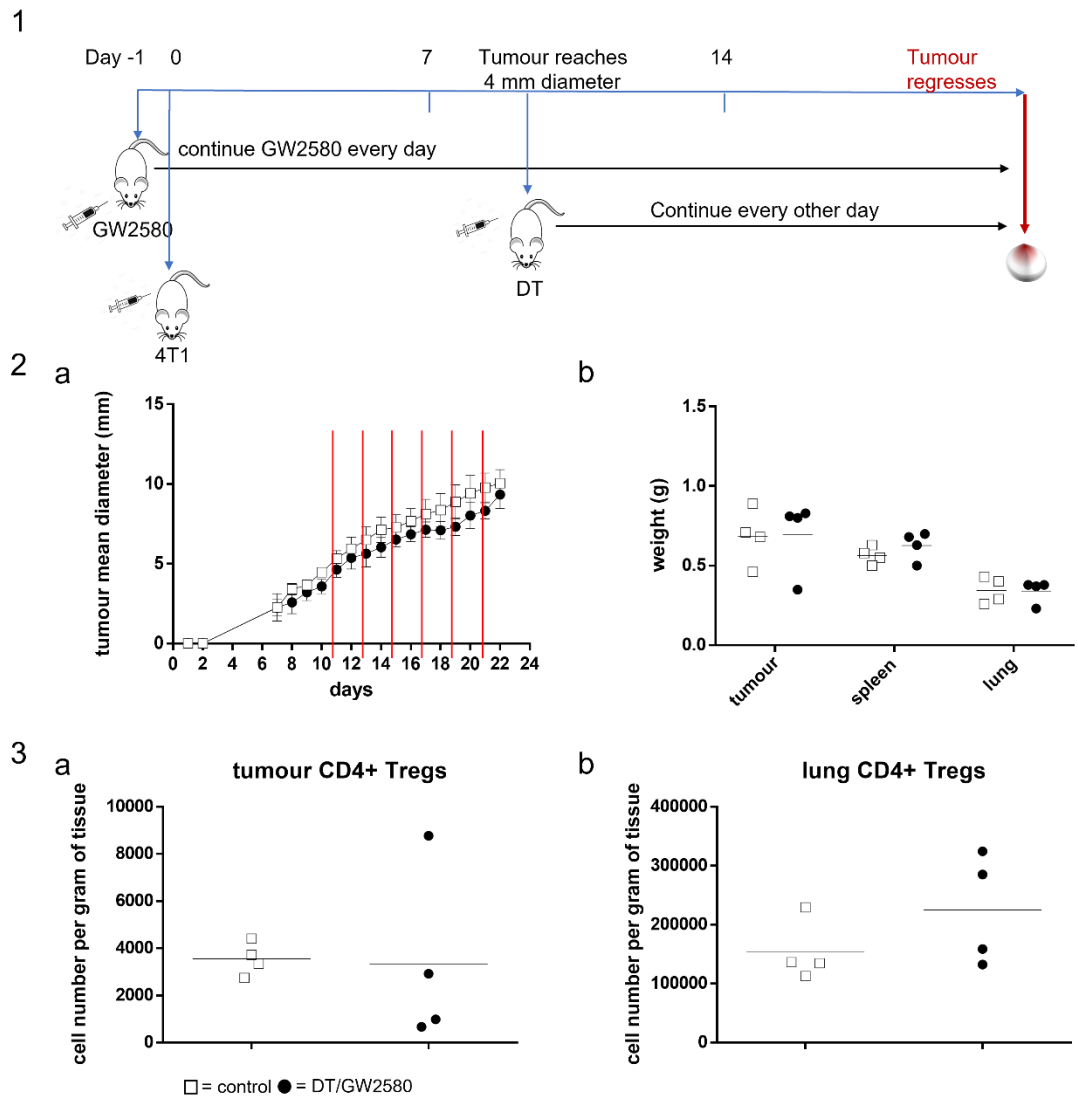 1
Day -1 0 7 Tumour reaches 14 Tumour
4 mm diameter regresses
continue GW2580 every day
GW2580
Continue every other day
DT
4T1
2
a
tumour mean diameter (mm)
15
10
5
0
0 2 4 6 8 10 12 14 16 18 20 22 24
days
b
weight (g)
1.5
1.0
0.5
0.0
tumour
spleen
lung
3
a
tumour CD4+ Tregs
cell number per gram of tissue
10000
8000
6000
4000
2000
0
b
lung CD4+ Tregs
cell number per gram of tissue
400000
300000
200000
100000
0
= control = DT/GW2580